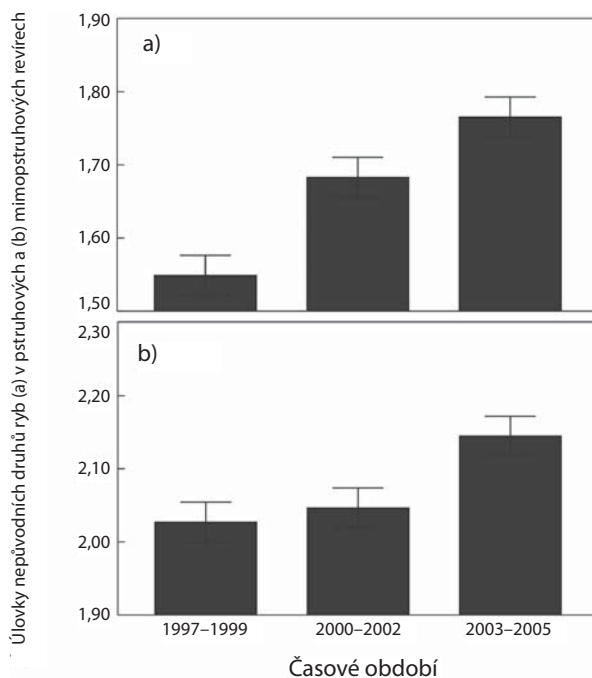 Úlovky nepůvodních druhů ryb (a) v pstruhových a (b) mimopstruhových revírech
a)
1,90
1,80
1,70
1,60
1,50
b)
2,30
2,20
2,10
2,00
1,90
1997–1999 2000–2002 2003–2005
Časové období